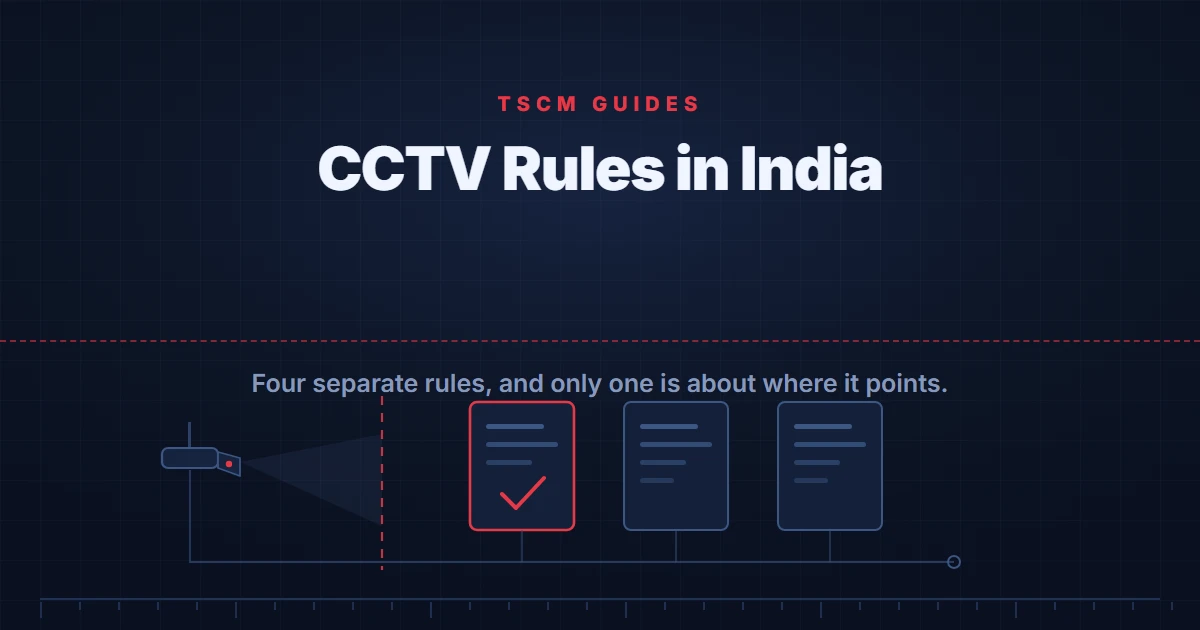 TSCM GUIDES
CCTV Rules in India
Four separate rules, and only one is about where it points.